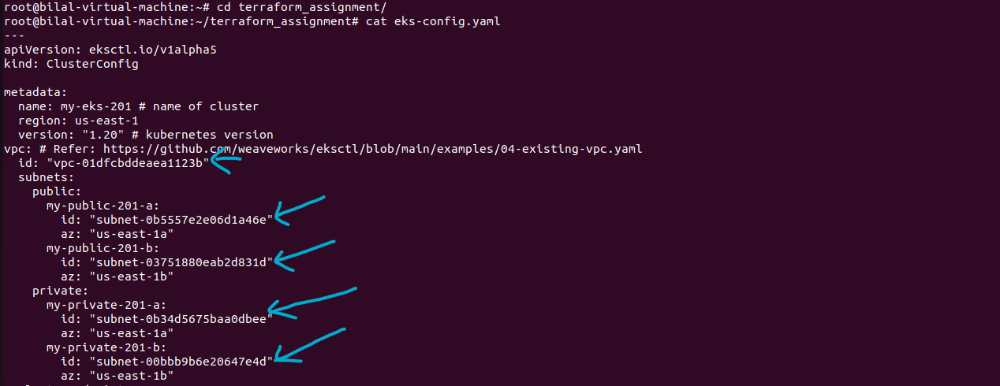 root@bilal-virtual-machine:~# cd terraform_assignment/
root@bilal-virtual-machine:~/terraform_assignment# cat eks-config.yaml
---
apiVersion: eksctl.io/v1alpha5
kind: ClusterConfig

metadata:
  name: my-eks-201 # name of cluster
  region: us-east-1
  version: "1.20" # kubernetes version
vpc: # Refer: https://github.com/weaveworks/eksctl/blob/main/examples/04-existing-vpc.yaml
  id: "vpc-01dfcbddeaea1123b"
  subnets:
    public:
      my-public-201-a:
        id: "subnet-0b5557e2e06d1a46e"
        az: "us-east-1a"
      my-public-201-b:
        id: "subnet-03751880eab2d831d"
        az: "us-east-1b"
    private:
      my-private-201-a:
        id: "subnet-0b34d5675baa0dbee"
        az: "us-east-1a"
      my-private-201-b:
        id: "subnet-00bbb9b6e20647e4d"
        az: "us-east-1b"